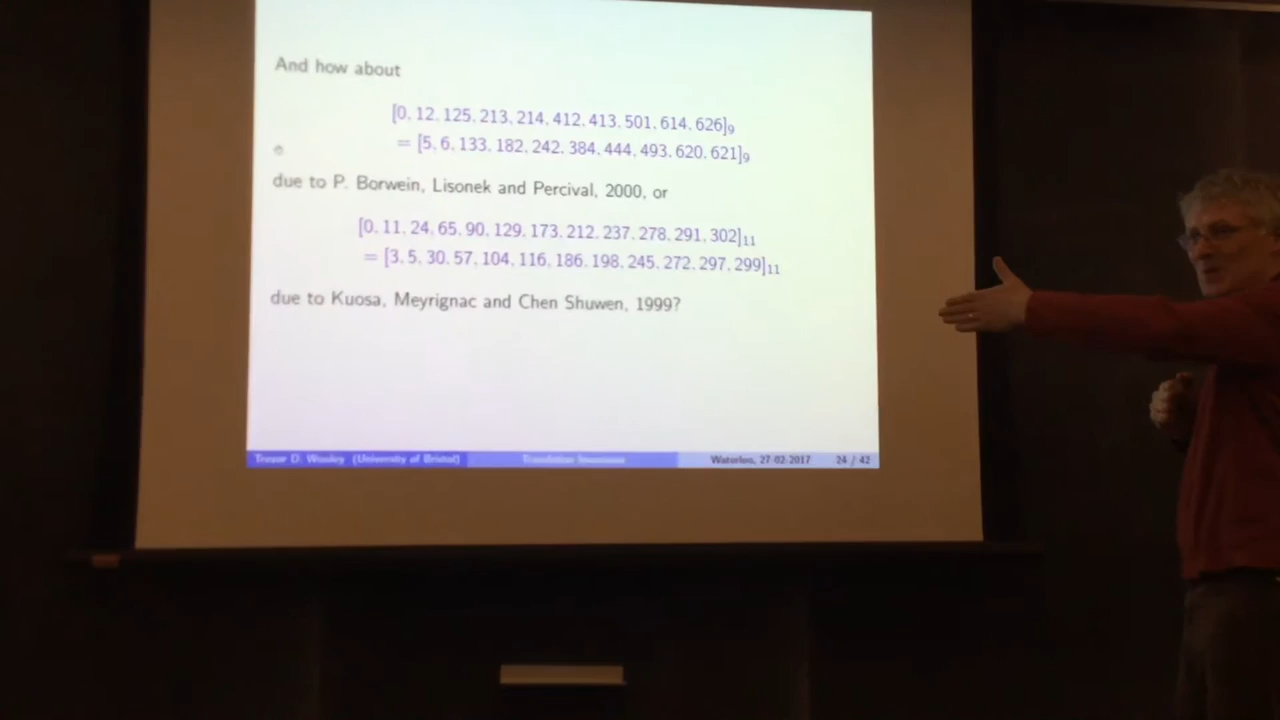 And how about
[0, 12, 125, 213, 214, 412, 413, 501, 614, 626]₉
= [5, 6, 133, 182, 242, 384, 444, 493, 620, 621]₉
due to P. Borwein, Lisonek and Percival, 2000, or
[0, 11, 24, 65, 90, 129, 173, 212, 237, 278, 291, 302]₁₁
= [3, 5, 30, 57, 104, 116, 186, 198, 245, 272, 297, 299]₁₁
due to Kuosa, Meyrignac and Chen Shuwen, 1999?
Trevor D. Wooley (University of Bristol) Translation Invariance Waterloo, 27-02-2017 24 / 42